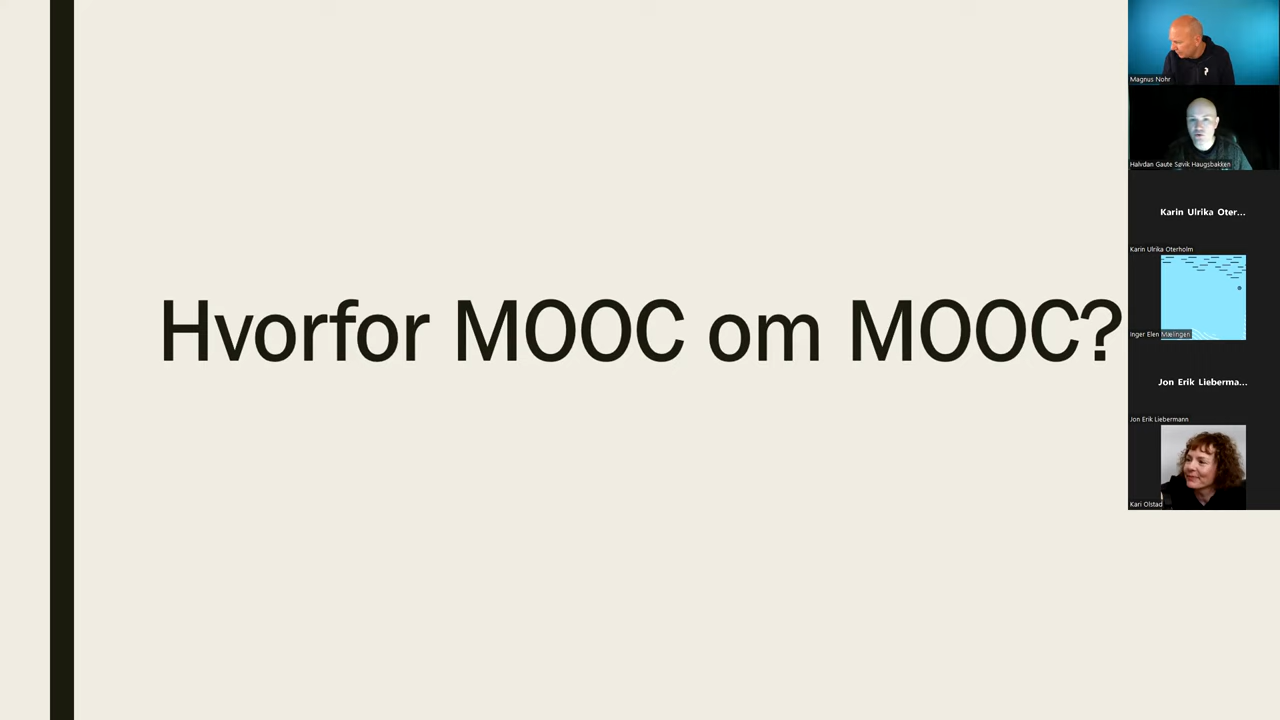 Hvorfor MOOC om MOOC?
Magnus Nohr
Halvdan Gaute Søvik Haugsbakken
Karin Ulrika Oter...
Karin Ulrika Oterholm
Inger Elen Mælingen
Jon Erik Lieberma...
Jon Erik Liebermann
Kari Olstad